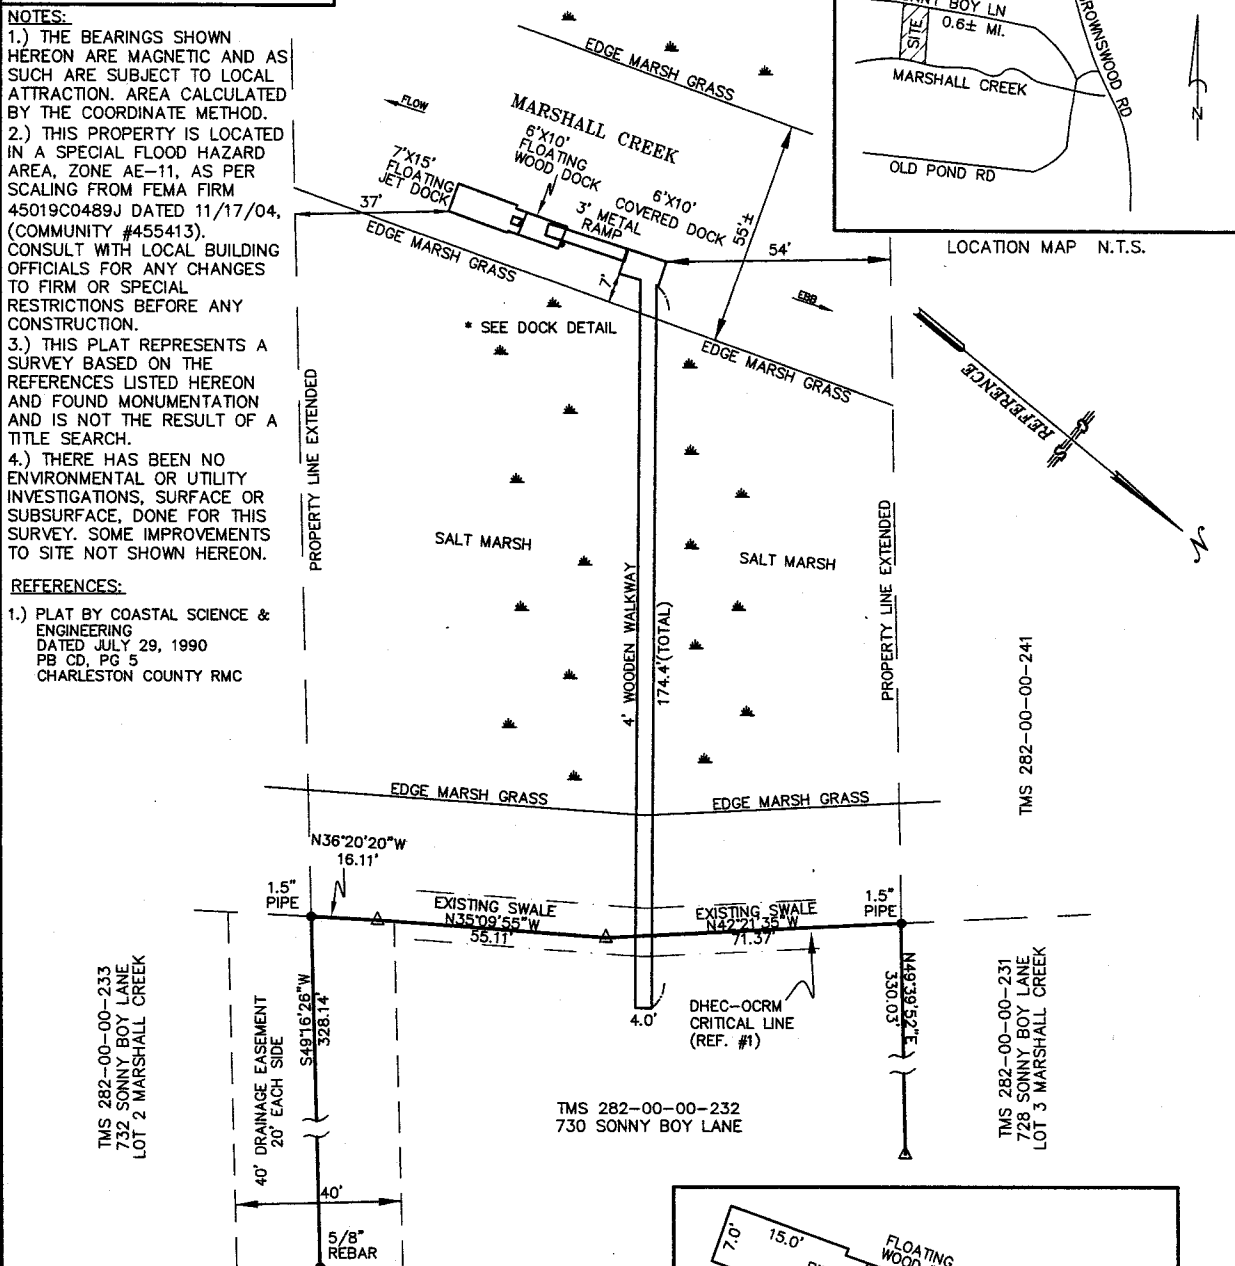 NOTES:
1.) THE BEARINGS SHOWN
HEREON ARE MAGNETIC AND AS
SUCH ARE SUBJECT TO LOCAL
ATTRACTION. AREA CALCULATED
BY THE COORDINATE METHOD.
2.) THIS PROPERTY IS LOCATED
IN A SPECIAL FLOOD HAZARD
AREA, ZONE AE-11, AS PER
SCALING FROM FEMA FIRM
45019C0489J DATED 11/17/04,
(COMMUNITY #455413).
CONSULT WITH LOCAL BUILDING
OFFICIALS FOR ANY CHANGES
TO FIRM OR SPECIAL
RESTRICTIONS BEFORE ANY
CONSTRUCTION.
3.) THIS PLAT REPRESENTS A
SURVEY BASED ON THE
REFERENCES LISTED HEREON
AND FOUND MONUMENTATION
AND IS NOT THE RESULT OF A
TITLE SEARCH.
4.) THERE HAS BEEN NO
ENVIRONMENTAL OR UTILITY
INVESTIGATIONS, SURFACE OR
SUBSURFACE, DONE FOR THIS
SURVEY. SOME IMPROVEMENTS
TO SITE NOT SHOWN HEREON.
REFERENCES:
1.) PLAT BY COASTAL SCIENCE &
ENGINEERING
DATED JULY 29, 1990
PB CD, PG 5
CHARLESTON COUNTY RMC
BOY LN
0.6± MI.
SITE
MARSHALL CREEK
OLD POND RD
ROWNSWOOD RD
N
LOCATION MAP N.T.S.
EDGE MARSH GRASS
FLOW
MARSHALL CREEK
7'X15'
FLOATING
JET DOCK
6'X10'
FLOATING
WOOD DOCK
3' METAL
RAMP
6'X10'
COVERED DOCK
37'
54'
56'±
7'
EBB
EDGE MARSH GRASS
* SEE DOCK DETAIL
EDGE MARSH GRASS
REFERENCE
N
PROPERTY LINE EXTENDED
SALT MARSH
4' WOODEN WALKWAY
174.4'(TOTAL)
SALT MARSH
PROPERTY LINE EXTENDED
TMS 282-00-00-241
EDGE MARSH GRASS
EDGE MARSH GRASS
N36°20'20"W
16.11'
1.5"
PIPE
EXISTING SWALE
N35°09'55"W
55.11'
EXISTING SWALE
N42°21'35"W
71.37'
1.5"
PIPE
4.0'
DHEC-OCRM
CRITICAL LINE
(REF. #1)
TMS 282-00-00-233
732 SONNY BOY LANE
LOT 2 MARSHALL CREEK
40' DRAINAGE EASEMENT
20' EACH SIDE
S49°16'26"W
328.14'
N49°39'52"E
330.03'
TMS 282-00-00-231
728 SONNY BOY LANE
LOT 3 MARSHALL CREEK
TMS 282-00-00-232
730 SONNY BOY LANE
40'
5/8"
REBAR
7.0'
15.0'
FLOATING